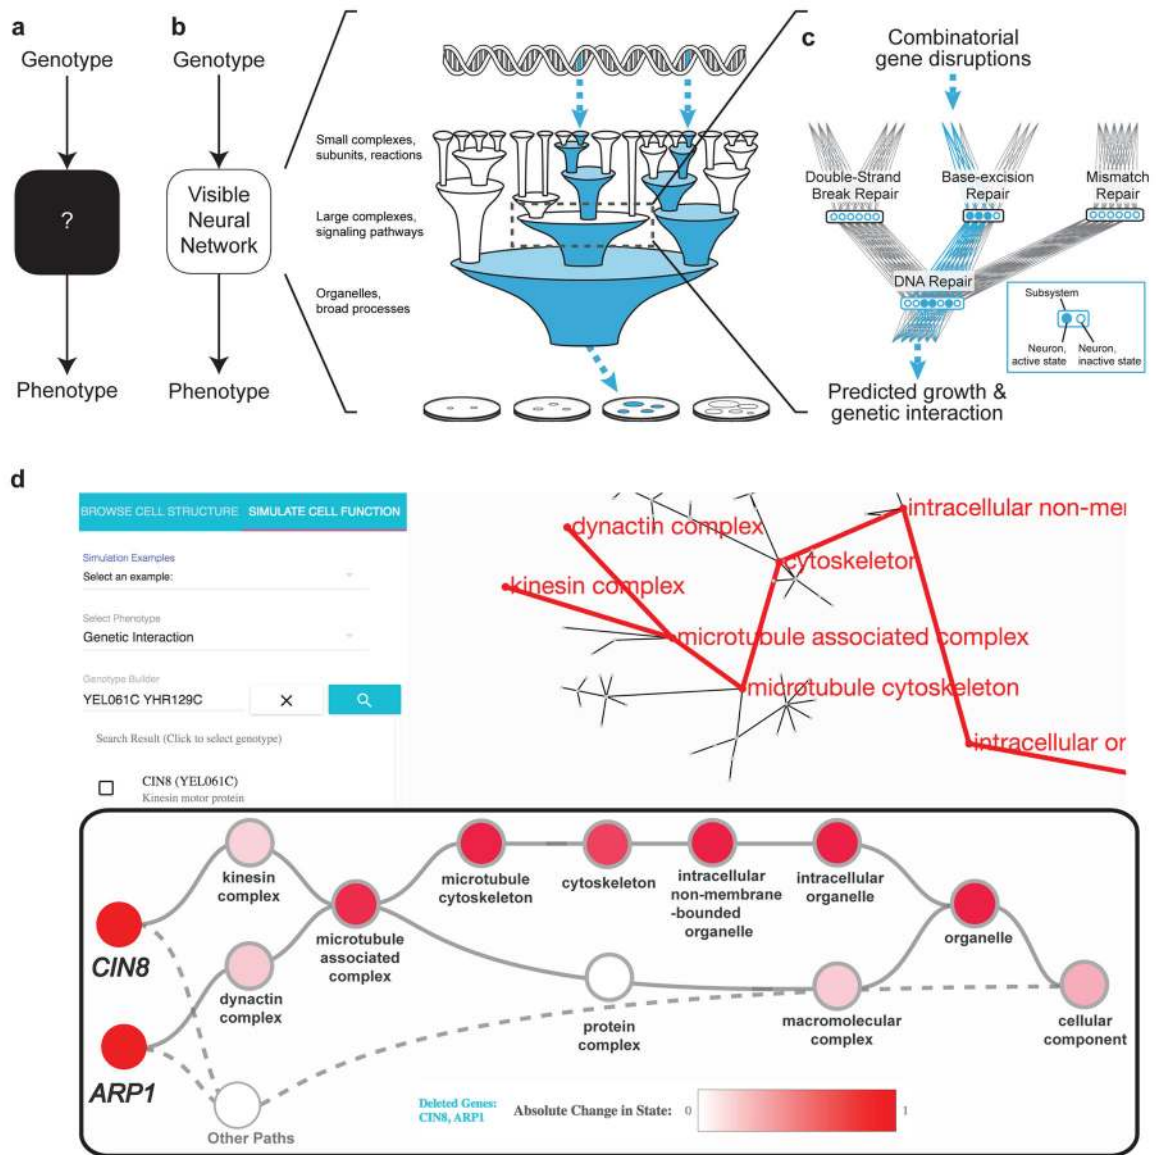 a
Genotype
?
Phenotype
b
Genotype
Visible
Neural
Network
Phenotype
Small complexes,
subunits, reactions
Large complexes,
signaling pathways
Organelles,
broad processes
c
Combinatorial
gene disruptions
Double-Strand
Break Repair
Base-excision
Repair
Mismatch
Repair
DNA Repair
Subsystem
Neuron,
active state
Neuron,
inactive state
Predicted growth &
genetic interaction
d
BROWSE CELL STRUCTURE
SIMULATE CELL FUNCTION
Simulation Examples
Select an example:
Select Phenotype
Genetic Interaction
Genotype Builder
YEL061C YHR129C
Search Result (Click to select genotype)
CIN8 (YEL061C)
Kinesin motor protein
dynactin complex
intracellular non-me
cytoskeleton
kinesin complex
microtubule associated complex
microtubule cytoskeleton
intracellular or
kinesin
complex
microtubule
cytoskeleton
cytoskeleton
intracellular
non-membrane
-bounded
organelle
intracellular
organelle
CIN8
microtubule
associated
complex
organelle
dynactin
complex
protein
complex
macromolecular
complex
cellular
component
ARP1
Other Paths
Deleted Genes:
CIN8, ARP1
Absolute Change in State:
0
1